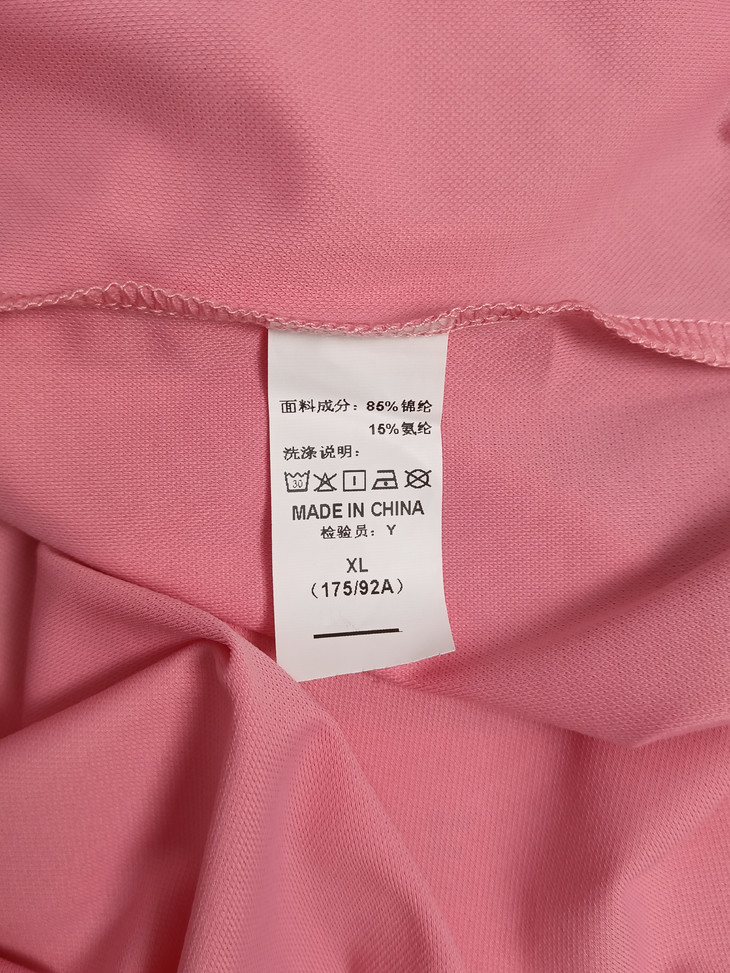 面料成分：85%锦纶
15%氨纶
洗涤说明：
30
MADE IN CHINA
检验员：Y
XL
（175/92A）